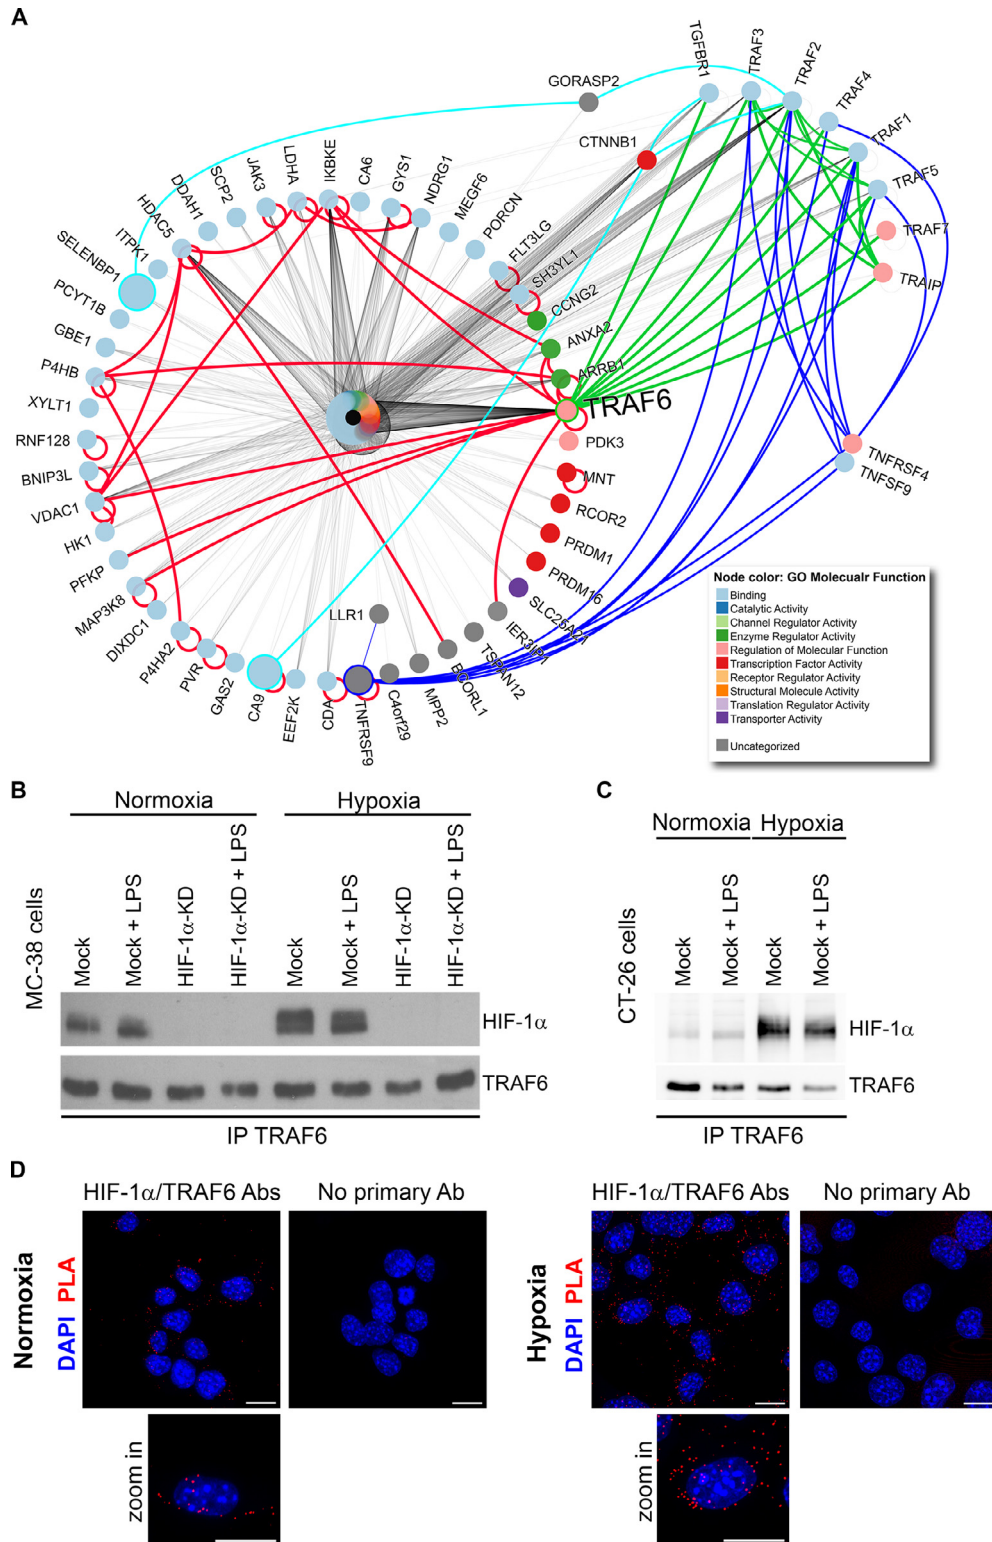 A
TGFBR1
TRAF3
TRAF2
TRAF4
TRAF1
TRAF5
TRAF7
TRAIP
GORASP2
CTNNB1
SELENBP1
ITPK1
HDAC5
DDAH1
SCP2
JAK3
LDHA
IKBKE
CA6
GYS1
NDRG1
MEGF6
PORCN
FLT3LG
SH3YL1
CCNG2
ANXA2
ARRB1
TRAF6
PDK3
MNT
RCOR2
PRDM1
PRDM16
SLC25A21
IER3IP1
TSPAN12
BCORL1
MPP2
C4orf29
TNFRSF9
LLR1
CDA
EEF2K
CA9
GAS2
PVR
P4HA2
DIXDC1
MAP3K8
PFKP
HK1
VDAC1
BNIP3L
RNF128
XYLT1
P4HB
GBE1
PCYT1B
TNFRSF4
TNFSF9
Node color: GO Molecualr Function
Binding
Catalytic Activity
Channel Regulator Activity
Enzyme Regulator Activity
Regulation of Molecular Function
Transcription Factor Activity
Receptor Regulator Activity
Structural Molecule Activity
Translation Regulator Activity
Transporter Activity
Uncategorized
B
Normoxia
Hypoxia
MC-38 cells
Mock
Mock + LPS
HIF-1α-KD
HIF-1α-KD + LPS
Mock
Mock + LPS
HIF-1α-KD
HIF-1α-KD + LPS
HIF-1α
TRAF6
IP TRAF6
C
Normoxia
Hypoxia
CT-26 cells
Mock
Mock + LPS
Mock
Mock + LPS
HIF-1α
TRAF6
IP TRAF6
D
HIF-1α/TRAF6 Abs
No primary Ab
Normoxia
DAPI PLA
zoom in
HIF-1α/TRAF6 Abs
No primary Ab
Hypoxia
DAPI PLA
zoom in